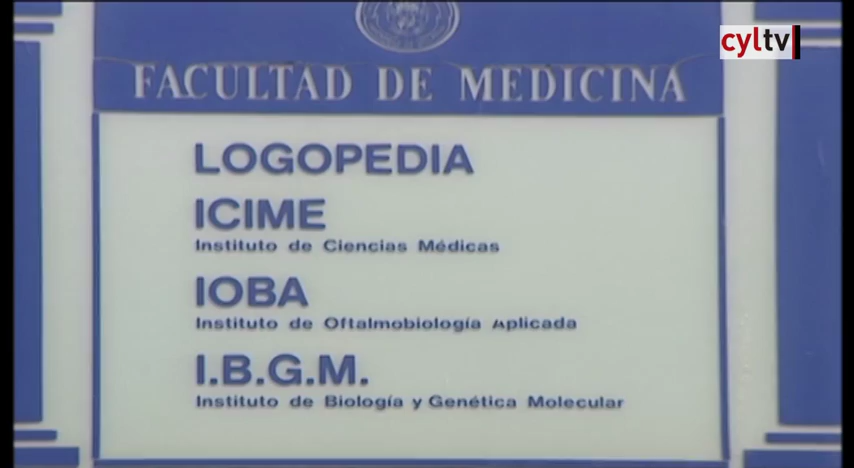 cyltv
FACULTAD DE MEDICINA
LOGOPEDIA
ICIME
Instituto de Ciencias Médicas
IOBA
Instituto de Oftalmobiología Aplicada
I.B.G.M.
Instituto de Biología y Genética Molecular